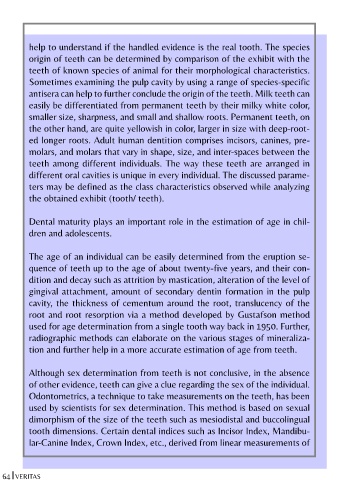 help to understand if the handled evidence is the real tooth. The species
origin of teeth can be determined by comparison of the exhibit with the
teeth of known species of animal for their morphological characteristics.
Sometimes examining the pulp cavity by using a range of species-specific
antisera can help to further conclude the origin of the teeth. Milk teeth can
easily be differentiated from permanent teeth by their milky white color,
smaller size, sharpness, and small and shallow roots. Permanent teeth, on
the other hand, are quite yellowish in color, larger in size with deep-root-
ed longer roots. Adult human dentition comprises incisors, canines, pre-
molars, and molars that vary in shape, size, and inter-spaces between the
teeth among different individuals. The way these teeth are arranged in
different oral cavities is unique in every individual. The discussed parame-
ters may be defined as the class characteristics observed while analyzing
the obtained exhibit (tooth/ teeth).
Dental maturity plays an important role in the estimation of age in chil-
dren and adolescents.
The age of an individual can be easily determined from the eruption se-
quence of teeth up to the age of about twenty-five years, and their con-
dition and decay such as attrition by mastication, alteration of the level of
gingival attachment, amount of secondary dentin formation in the pulp
cavity, the thickness of cementum around the root, translucency of the
root and root resorption via a method developed by Gustafson method
used for age determination from a single tooth way back in 1950. Further,
radiographic methods can elaborate on the various stages of mineraliza-
tion and further help in a more accurate estimation of age from teeth.
Although sex determination from teeth is not conclusive, in the absence
of other evidence, teeth can give a clue regarding the sex of the individual.
Odontometrics, a technique to take measurements on the teeth, has been
used by scientists for sex determination. This method is based on sexual
dimorphism of the size of the teeth such as mesiodistal and buccolingual
tooth dimensions. Certain dental indices such as Incisor Index, Mandibu-
lar-Canine Index, Crown Index, etc., derived from linear measurements of
64 VERITAS